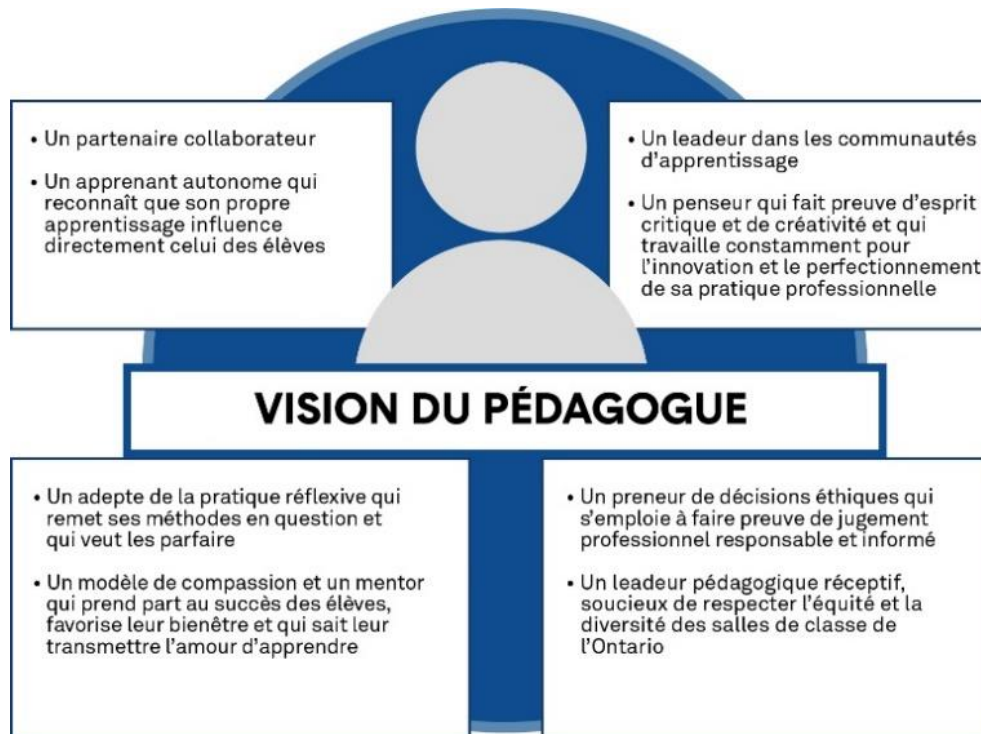 • Un partenaire collaborateur
• Un apprenant autonome qui
reconnaît que son propre
apprentissage influence
directement celui des élèves
• Un leadeur dans les communautés
d'apprentissage
• Un penseur qui fait preuve d'esprit
critique et de créativité et qui
travaille constamment pour
l'innovation et le perfectionnement
de sa pratique professionnelle
VISION DU PÉDAGOGUE
• Un adepte de la pratique réflexive qui
remet ses méthodes en question et
qui veut les parfaire
• Un modèle de compassion et un mentor
qui prend part au succès des élèves,
favorise leur bienêtre et qui sait leur
transmettre l'amour d'apprendre
• Un preneur de décisions éthiques qui
s'emploie à faire preuve de jugement
professionnel responsable et informé
• Un leadeur pédagogique réceptif,
soucieux de respecter l'équité et la
diversité des salles de classe de
l'Ontario